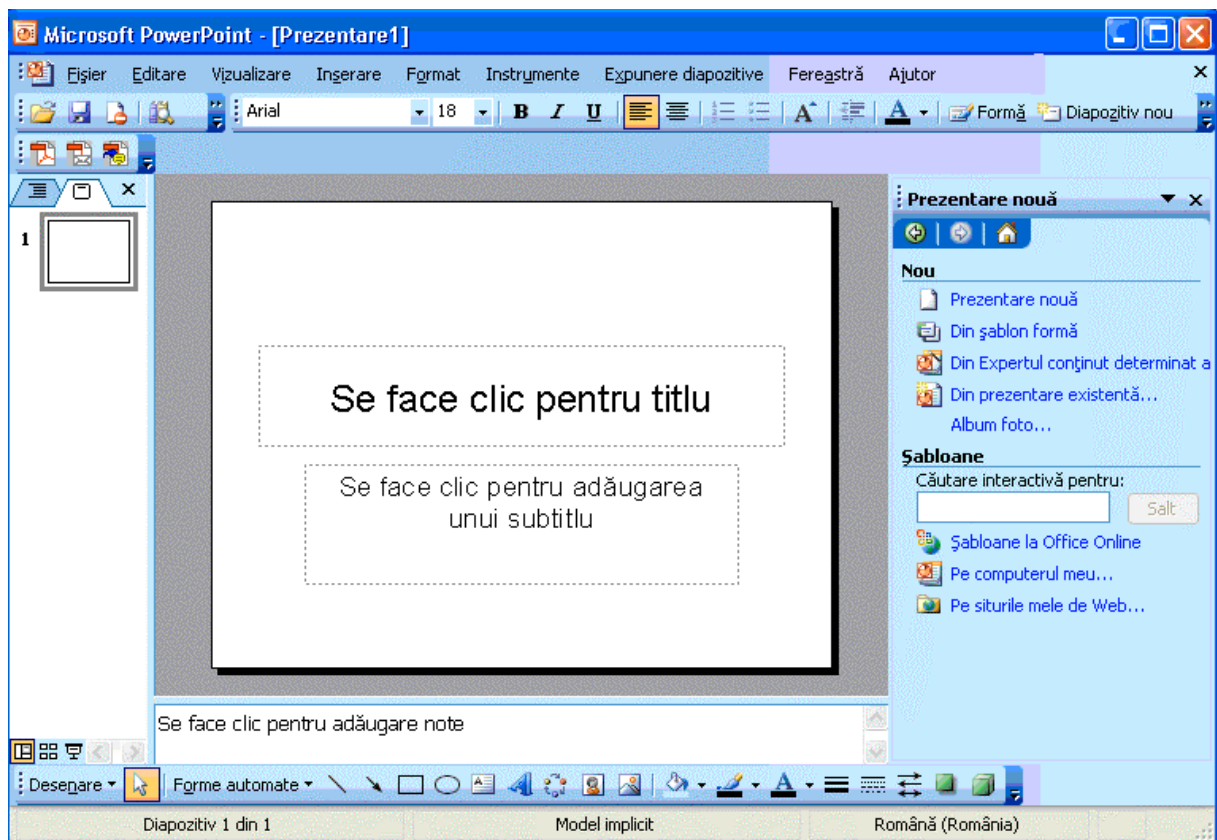 Microsoft PowerPoint - [Prezentare1]
Fișier Editare Vizualizare Inserare Format Instrumente Expunere diapozitive Fereastră Ajutor
Arial 18 B I U A A Formă Diapozitiv nou
1
Se face clic pentru titlu
Se face clic pentru adăugarea
unui subtitlu
Se face clic pentru adăugare note
Prezentare nouă
Nou
Prezentare nouă
Din șablon formă
Din Expertul conținut determinat a
Din prezentare existentă...
Album foto...
Șabloane
Căutare interactivă pentru:
Salt
Șabloane la Office Online
Pe computerul meu...
Pe siturile mele de Web...
Desenare Forme automate A
Diapozitiv 1 din 1 Model implicit Română (România)